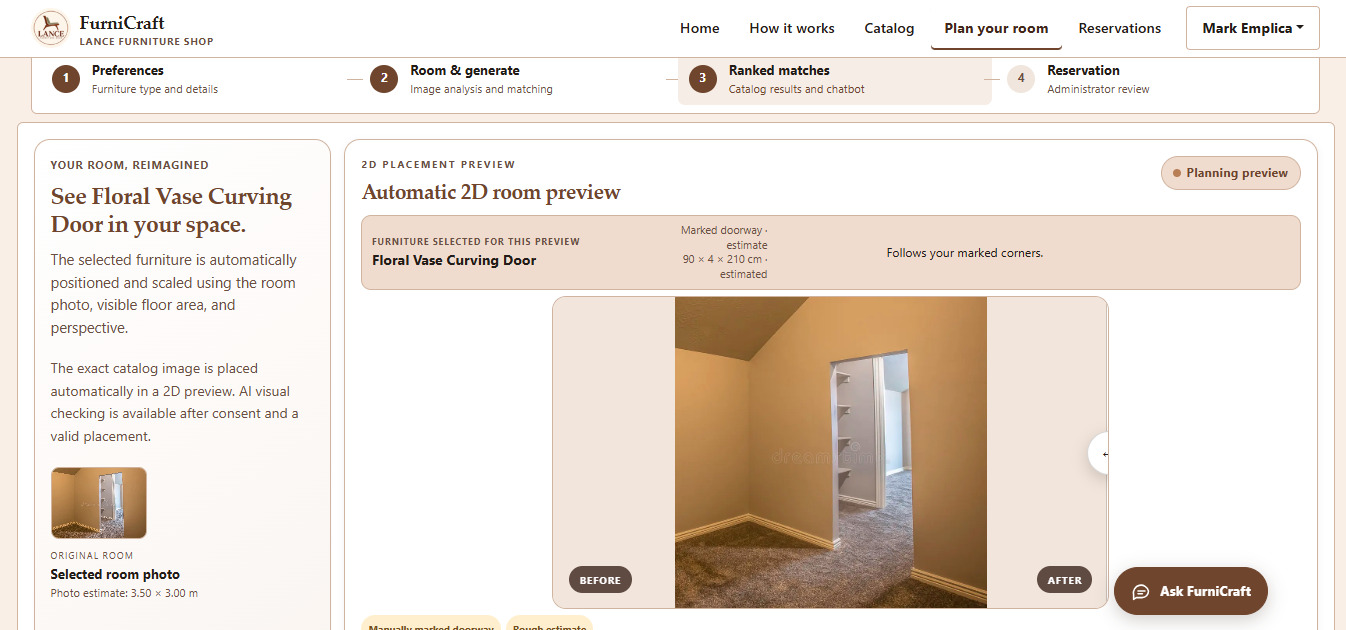 LANCE
FurniCraft
LANCE FURNITURE SHOP
Home
How it works
Catalog
Plan your room
Reservations
Mark Emplica
1
Preferences
Furniture type and details
2
Room & generate
Image analysis and matching
3
Ranked matches
Catalog results and chatbot
4
Reservation
Administrator review
YOUR ROOM, REIMAGINED
See Floral Vase Curving
Door in your space.
The selected furniture is automatically
positioned and scaled using the room
photo, visible floor area, and
perspective.
The exact catalog image is placed
automatically in a 2D preview. AI visual
checking is available after consent and a
valid placement.
ORIGINAL ROOM
Selected room photo
Photo estimate: 3.50 × 3.00 m
2D PLACEMENT PREVIEW
Automatic 2D room preview
Planning preview
FURNITURE SELECTED FOR THIS PREVIEW
Floral Vase Curving Door
Marked doorway ·
estimate
90 × 4 × 210 cm ·
estimated
Follows your marked corners.
BEFORE
AFTER
Manually marked doorway
Rough estimate
Ask FurniCraft